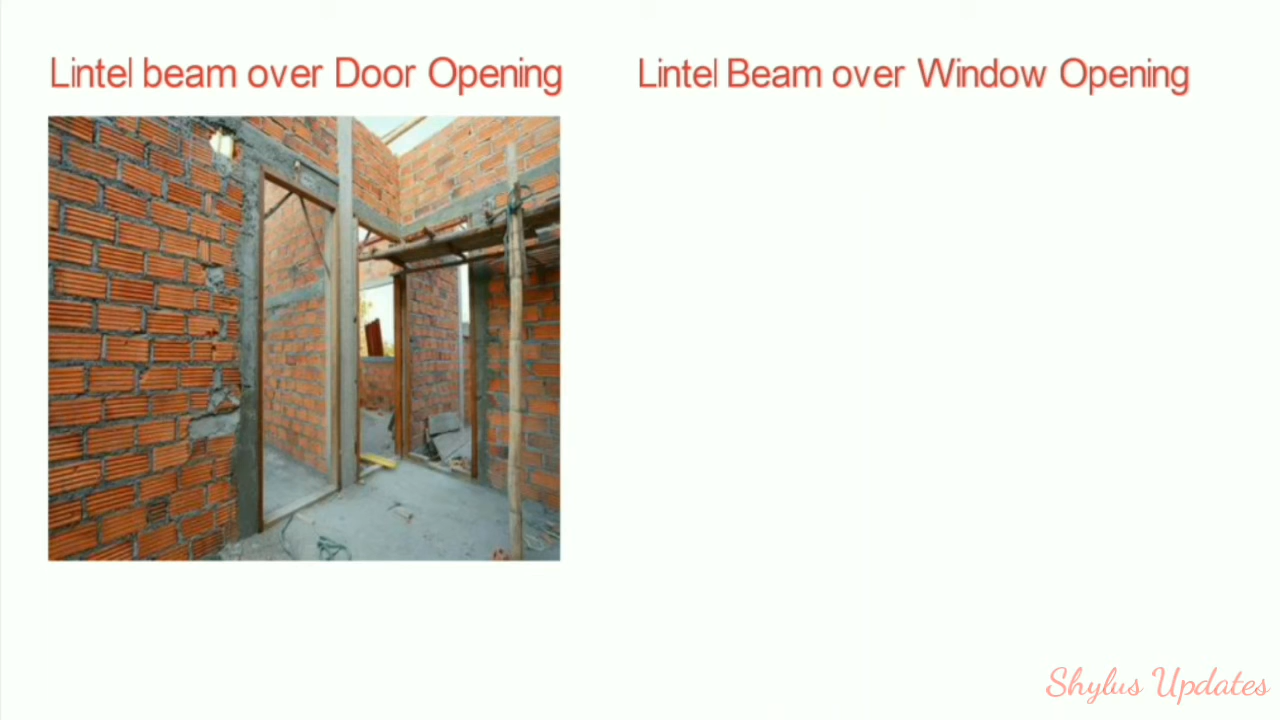 Lintel beam over Door Opening
Lintel Beam over Window Opening
Shylus Updates